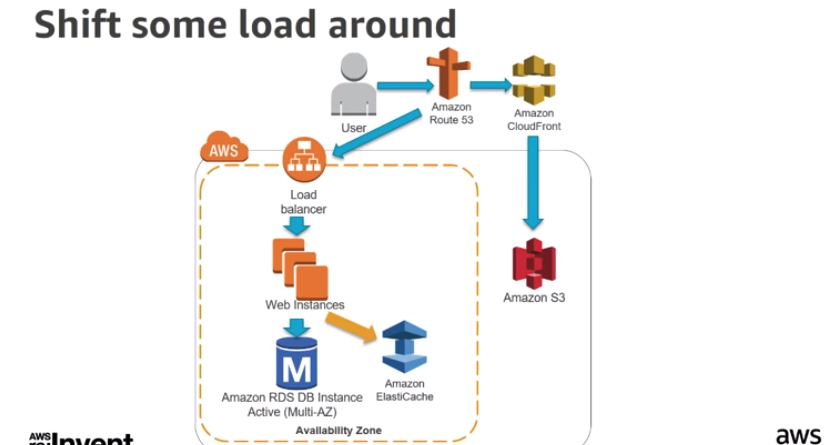 Shift some load around
User
Amazon
Route 53
Amazon
CloudFront
AWS
Load
balancer
Web Instances
Amazon S3
M
Amazon RDS DB Instance
Active (Multi-AZ)
Amazon
ElastiCache
Availability Zone
AWS
re:Invent
aws